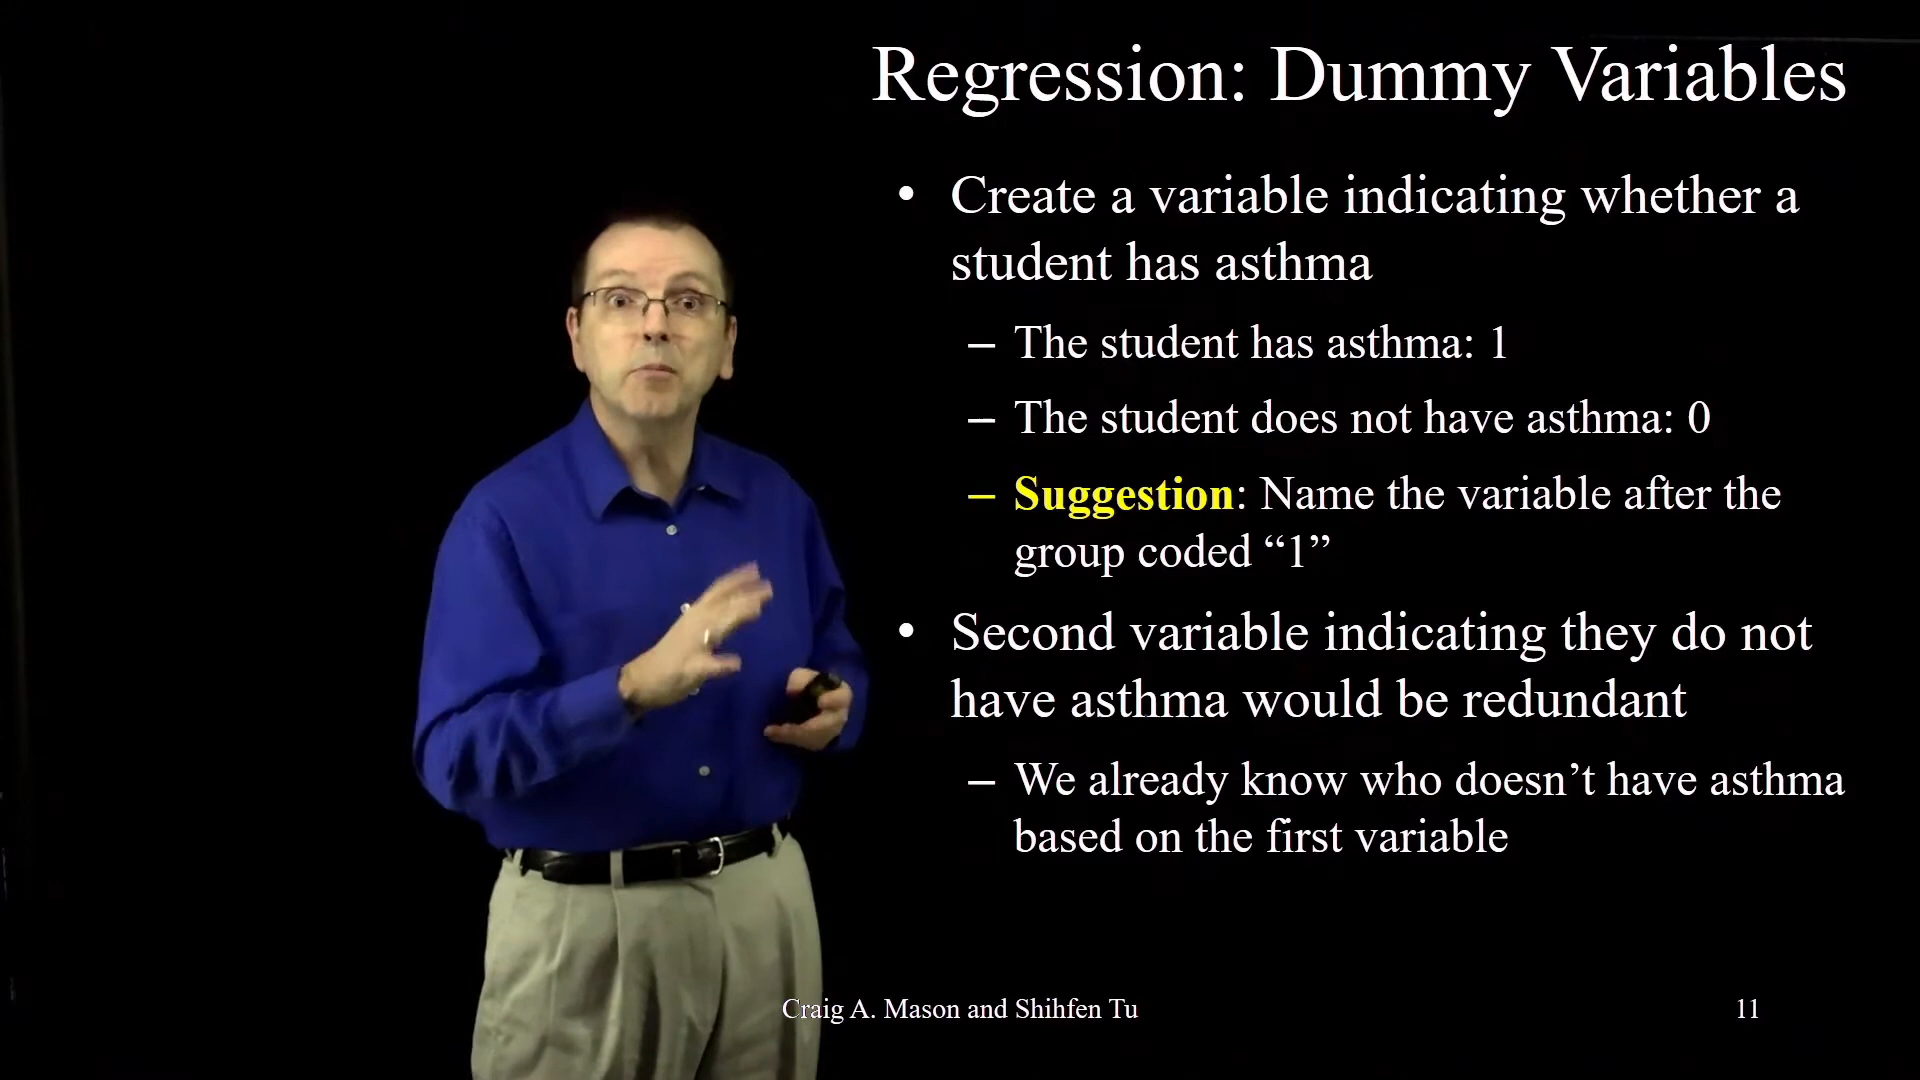 Regression: Dummy Variables
• Create a variable indicating whether a
student has asthma
– The student has asthma: 1
– The student does not have asthma: 0
– Suggestion: Name the variable after the
group coded “1”
• Second variable indicating they do not
have asthma would be redundant
– We already know who doesn’t have asthma
based on the first variable
Craig A. Mason and Shihfen Tu
11